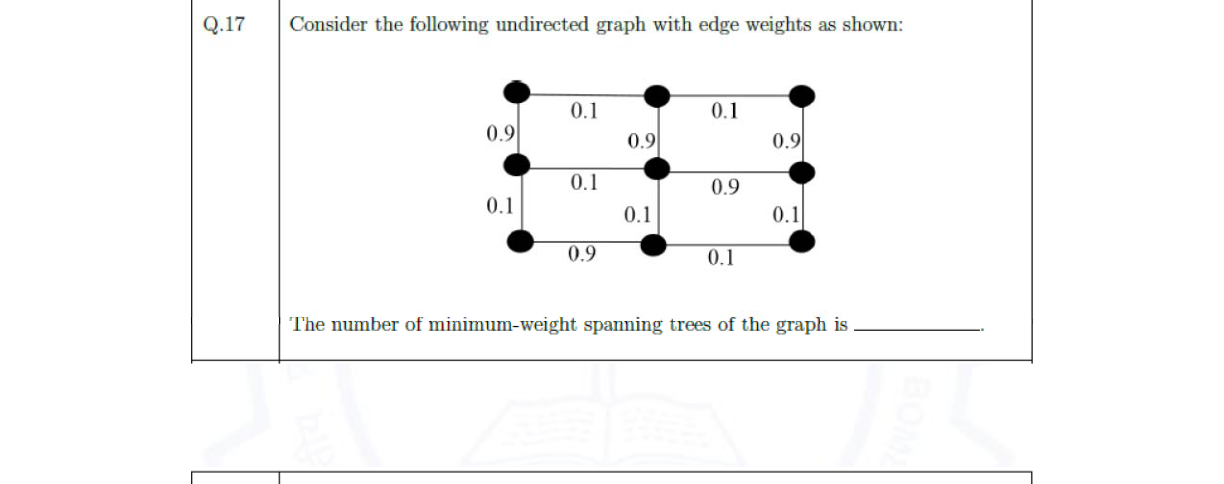 Q.17 Consider the following undirected graph with edge weights as shown:
0.1 0.1
0.9 0.9 0.9
0.1 0.9
0.1 0.1 0.1
0.9 0.1
The number of minimum-weight spanning trees of the graph is ____________.